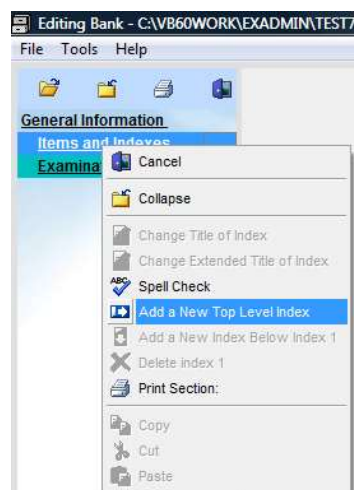 Editing Bank - C:\VB60WORK\EXADMIN\TEST7
File Tools Help
General Information
Items and Indexes
Examina
Cancel
Collapse
Change Title of Index
Change Extended Title of Index
ABC
Spell Check
Add a New Top Level Index
Add a New Index Below Index 1
Delete index 1
Print Section:
Copy
Cut
Paste